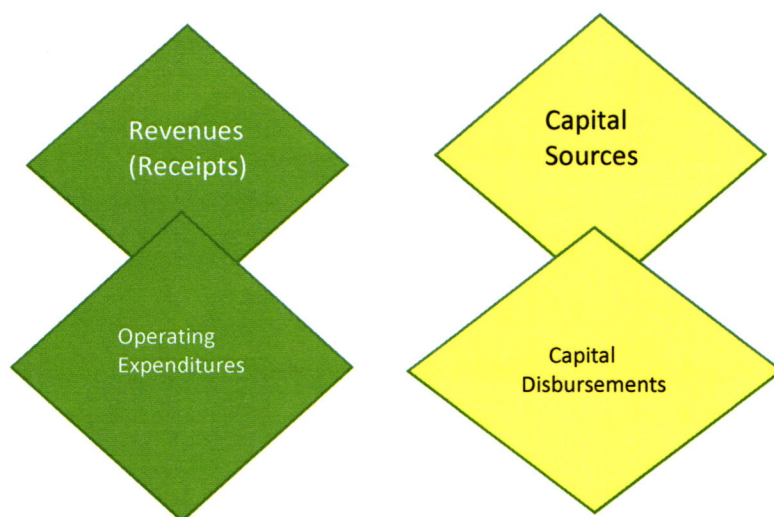 Revenues
(Receipts)
Capital
Sources
Operating
Expenditures
Capital
Disbursements